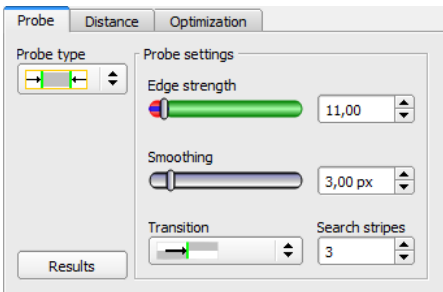 Probe Distance Optimization
Probe type
Probe settings
Edge strength
11,00
Smoothing
3,00 px
Transition Search stripes
3
Results